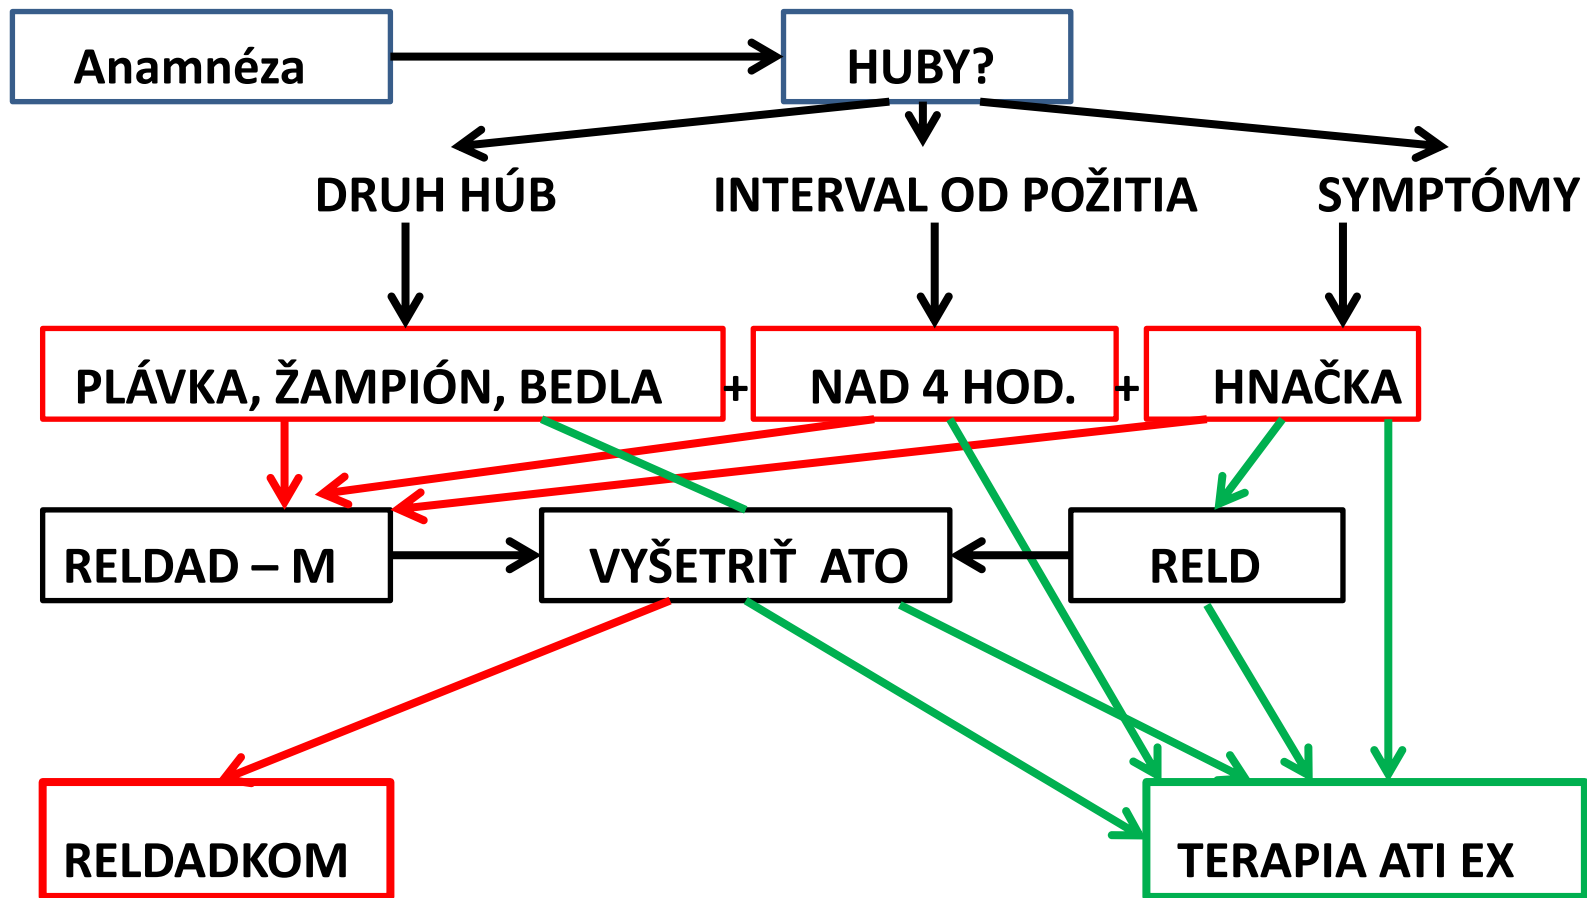 Anamnéza
HUBY?
DRUH HÚB
INTERVAL OD POŽITIA
SYMPTÓMY
PLÁVKA, ŽAMPIÓN, BEDLA
+
NAD 4 HOD.
+
HNAČKA
RELDAD – M
VYŠETRIŤ ATO
RELD
RELDADKOM
TERAPIA ATI EX